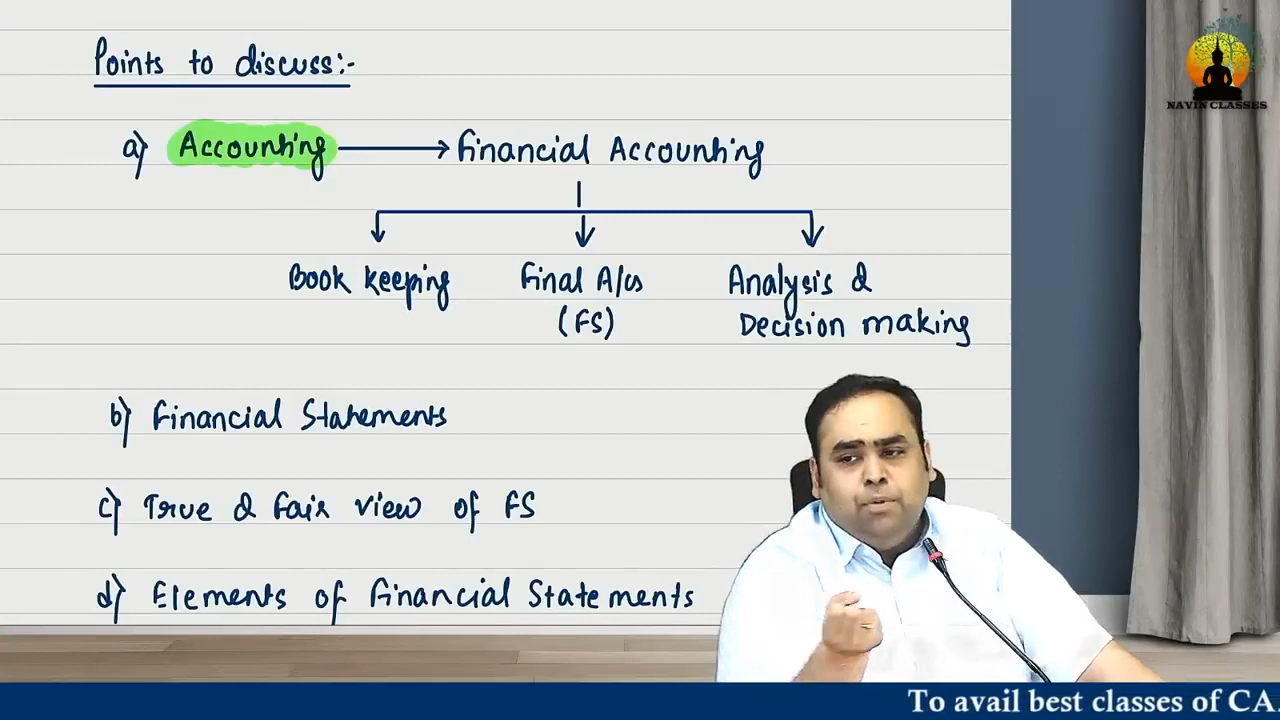 Points to discuss:-
NAVIN CLASSES
a) Accounting → Financial Accounting
Book keeping
Final A/cs
(FS)
Analysis &
Decision making
b) Financial Statements
c) True & fair view of FS
d) Elements of Financial Statements
To avail best classes of CA.